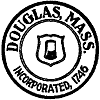 DOUGLAS, MASS.
INCORPORATED, 1746